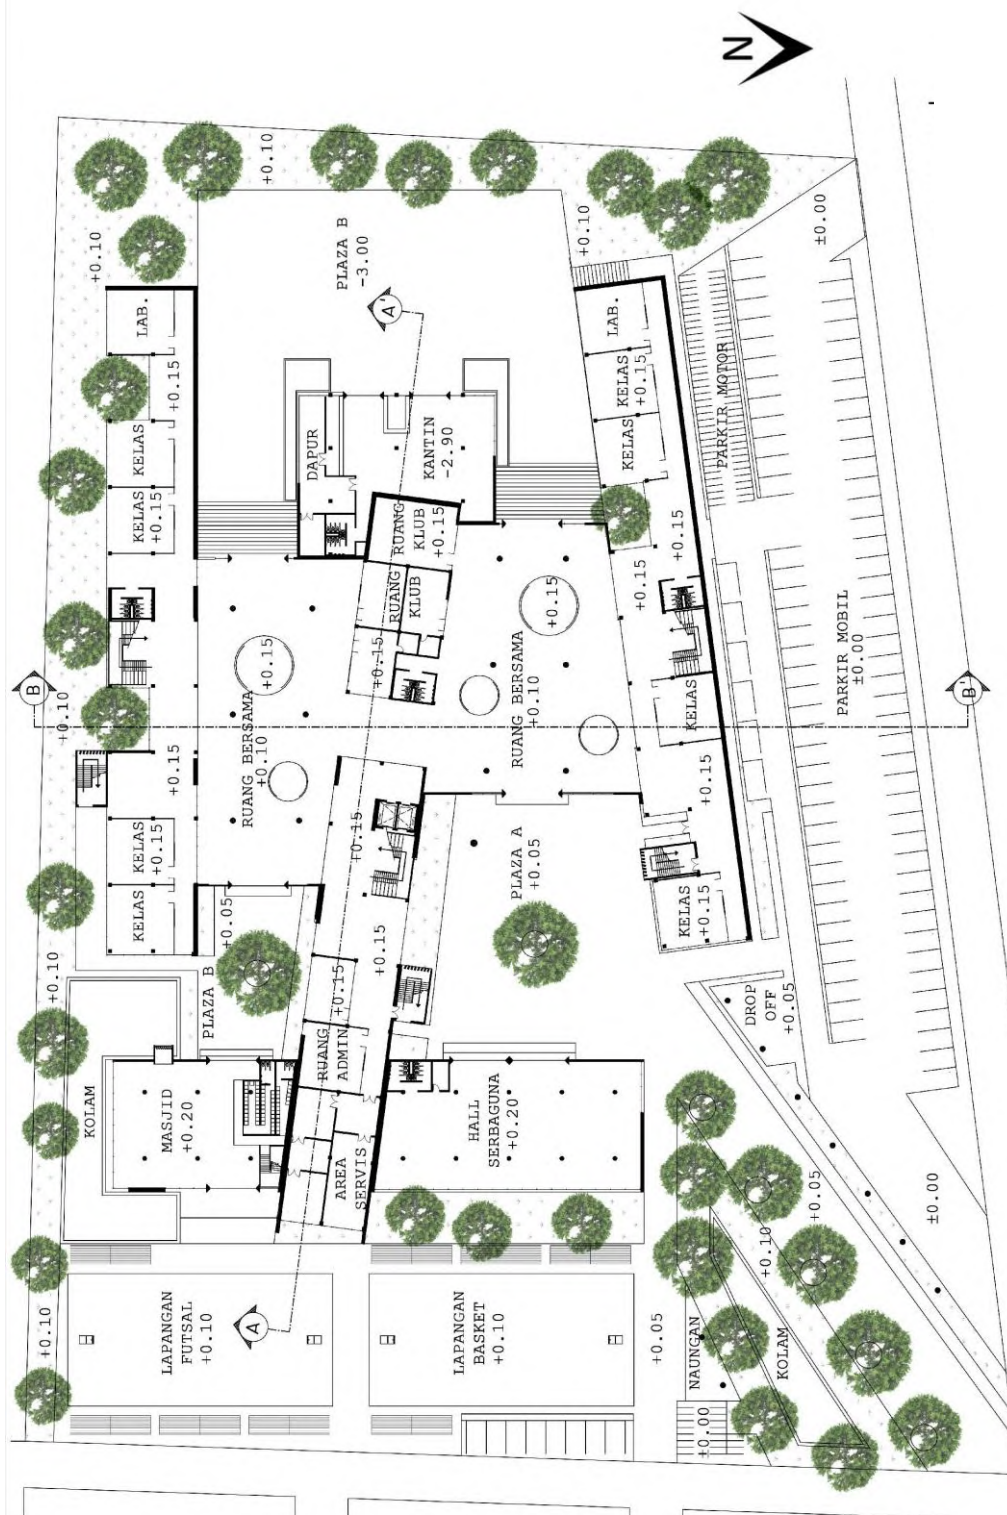 N
+0.10
+0.10
+0.10
PLAZA B
-3.00
±0.00
A'
LAB.
+0.15
LAB.
KELAS
+0.15
KELAS
PARKIR MOTOR
KELAS
KELAS
+0.15
DAPUR
KANTIN
-2.90
RUANG
KLUB
+0.15
RUANG
KLUB
+0.15
+0.15
+0.15
+0.15
+0.15
RUANG BERSAMA
+0.10
RUANG BERSAMA
+0.10
B
+0.10
KELAS
PARKIR MOBIL
±0.00
B'
+0.15
+0.15
+0.15
KELAS
+0.15
KELAS
PLAZA A
+0.05
KELAS
+0.15
+0.05
+0.15
+0.10
PLAZA B
+0.15
DROP
OFF
+0.05
RUANG
ADMIN
KOLAM
MASJID
+0.20
HALL
SERBAGUNA
+0.20
AREA
SERVIS
+0.05
±0.00
+0.10
+0.10
LAPANGAN
FUTSAL
+0.10
A
LAPANGAN
BASKET
+0.10
+0.05
NAUNGAN
KOLAM
±0.00